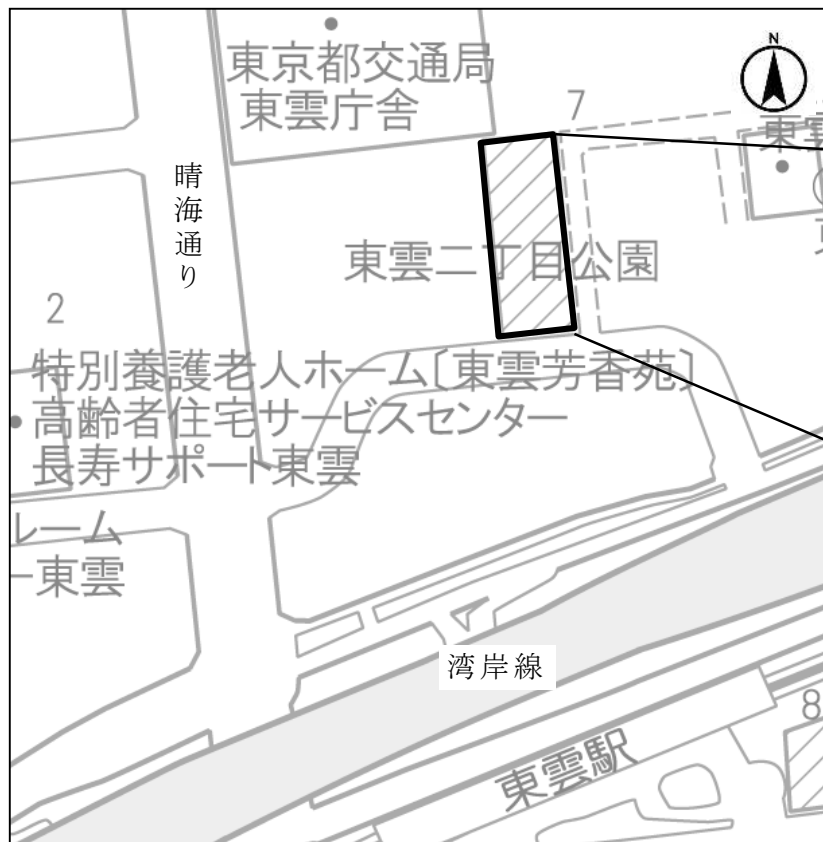 N
東京都交通局
東雲庁舎
7
東雲
晴海通り
東雲二丁目公園
2
特別養護老人ホーム〔東雲芳香苑〕
高齢者住宅サービスセンター
長寿サポート東雲
ルーム
ー東雲
湾岸線
東雲駅
8